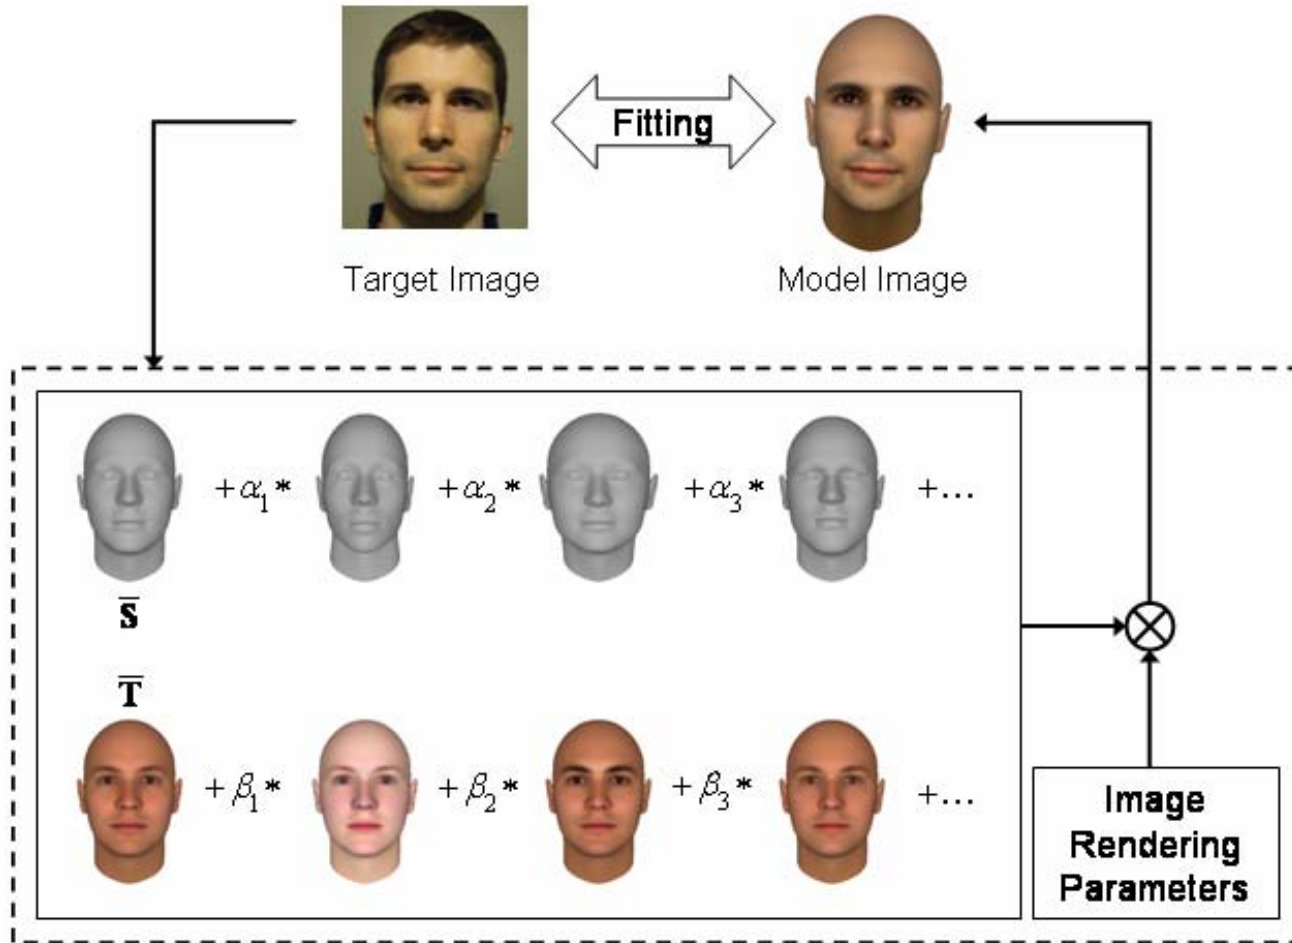 Fitting
Target Image
Model Image
+ α₁ * + α₂ * + α₃ * +...
S̅
T̅
+ β₁ * + β₂ * + β₃ * +...
Image
Rendering
Parameters